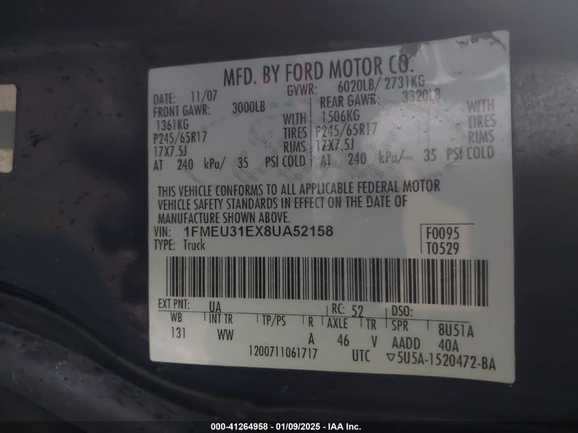 MFD. BY FORD MOTOR CO.
DATE: 11/07 GVWR: 6020LB/ 2731KG
FRONT GAWR: 3000LB REAR GAWR: 3320LB
1361KG WITH 1506KG WITH
P245/65R17 TIRES P245/65R17 TIRES
17X7.5J RIMS 17X7.5J RIMS
AT 240 kPa/ 35 PSI COLD AT 240 kPa/ 35 PSI COLD
THIS VEHICLE CONFORMS TO ALL APPLICABLE FEDERAL MOTOR
VEHICLE SAFETY STANDARDS IN EFFECT ON THE DATE OF
MANUFACTURE SHOWN ABOVE.
VIN: 1FMEU31EX8UA52158 F0095
TYPE: Truck T0529
EXT PNT: UA RC: 52 DSO:
WB INT TR TP/PS R AXLE TR SPR 8U51A
131 WW A 46 V AADD 40A
1200711061717 UTC ▽5U5A-1520472-BA
000-41264958 - 01/09/2025 - IAA Inc.